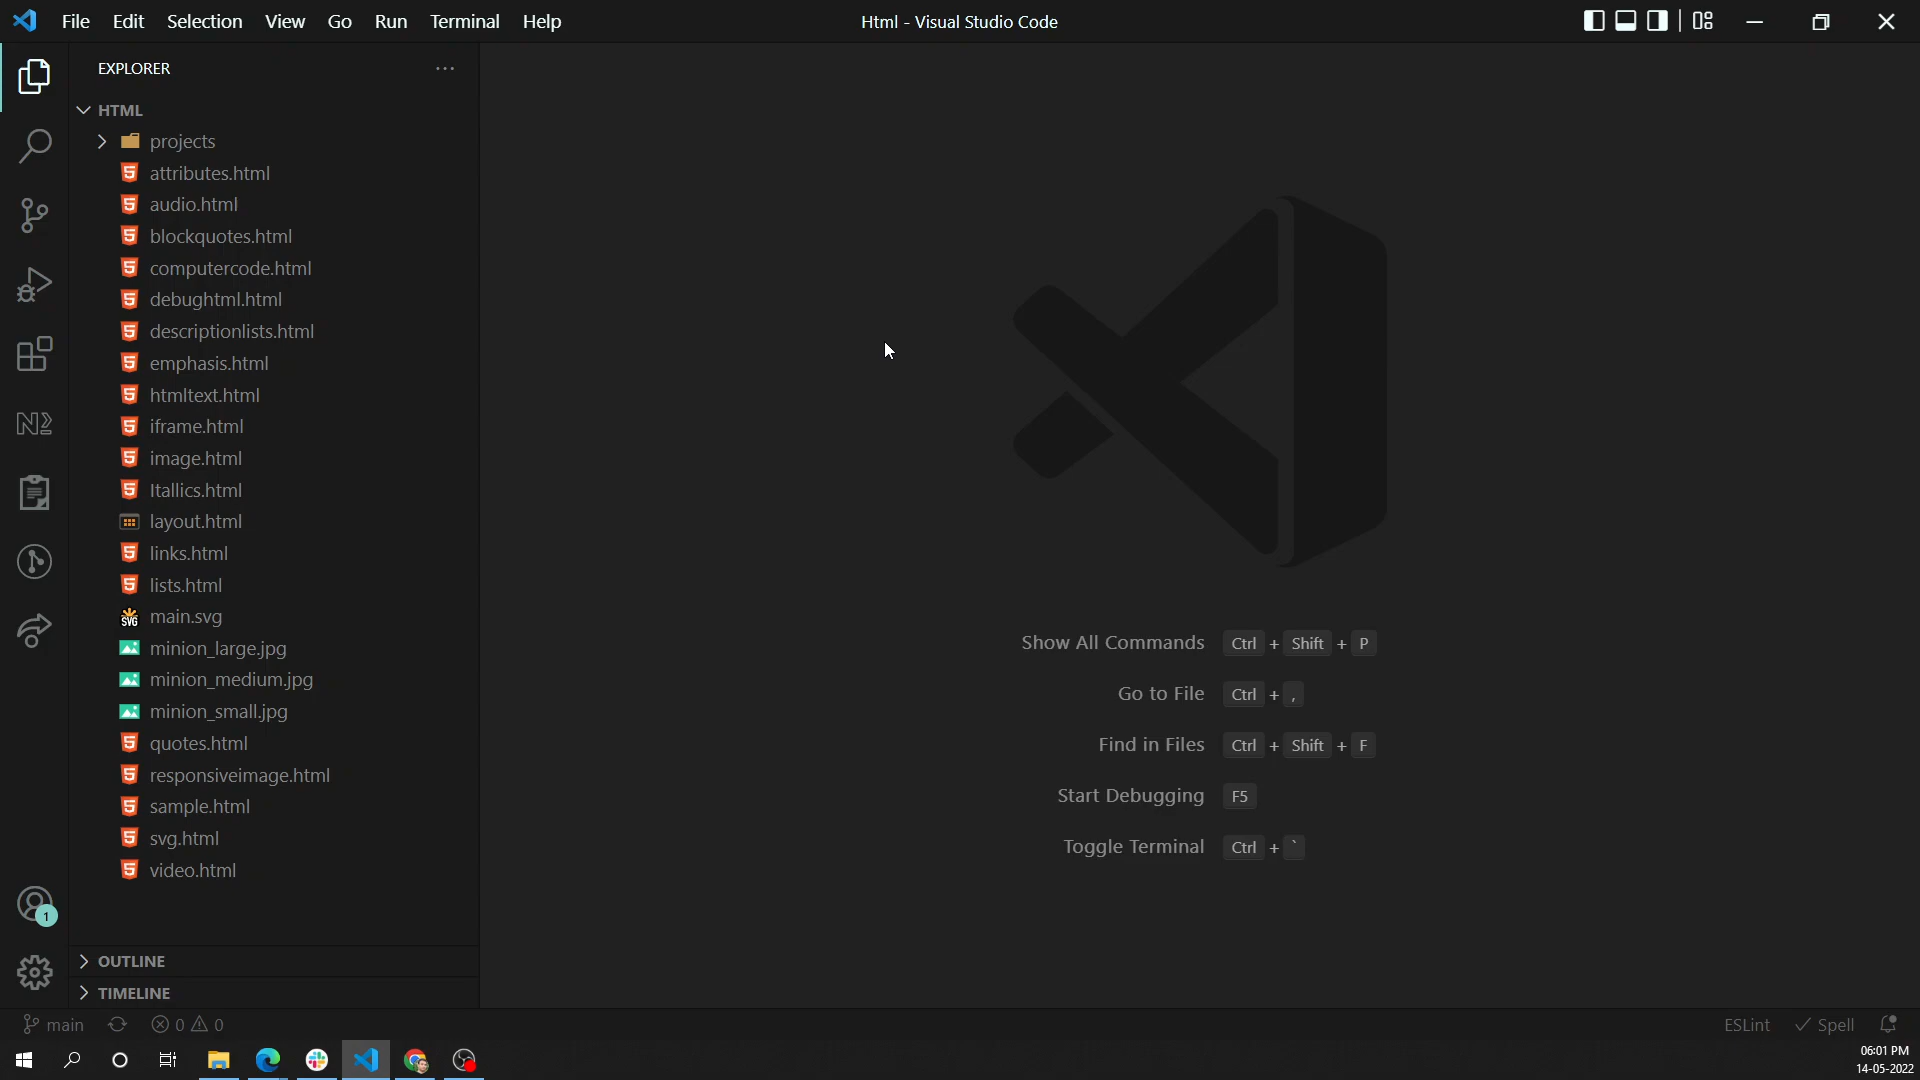 File Edit Selection View Go Run Terminal Help
Html - Visual Studio Code
EXPLORER
HTML
projects
attributes.html
audio.html
blockquotes.html
computercode.html
debughtml.html
descriptionlists.html
emphasis.html
htmltext.html
iframe.html
image.html
Itallics.html
layout.html
links.html
lists.html
main.svg
minion_large.jpg
minion_medium.jpg
minion_small.jpg
quotes.html
responsiveimage.html
sample.html
svg.html
video.html
OUTLINE
TIMELINE
1
Show All Commands Ctrl + Shift + P
Go to File Ctrl + ,
Find in Files Ctrl + Shift + F
Start Debugging F5
Toggle Terminal Ctrl + `
main 0 0
ESLint Spell
06:01 PM
14-05-2022